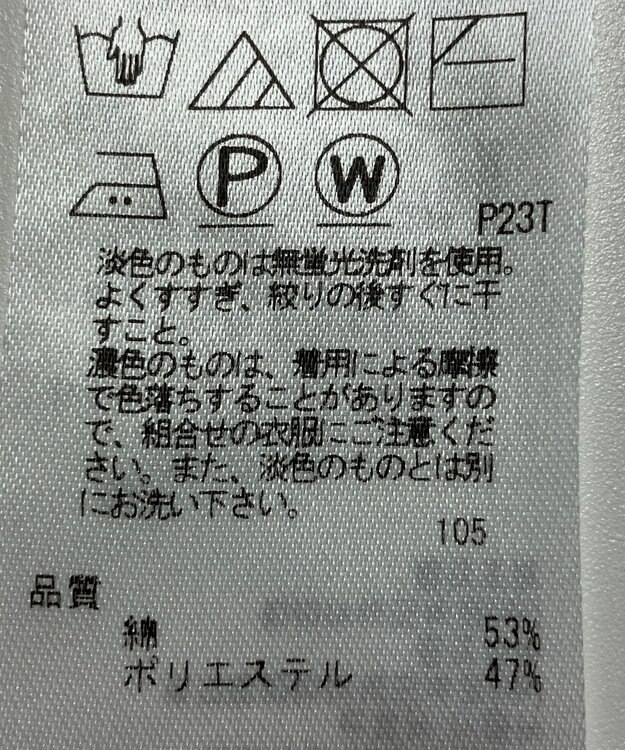 P W
P23T
淡色のものは無蛍光洗剤を使用。
よくすすぎ、絞りの後すぐに干
すこと。
濃色のものは、着用による摩擦
で色落ちすることがありますの
で、組合せの衣服にご注意くだ
さい。また、淡色のものとは別
にお洗い下さい。
105
品質
綿 53%
ポリエステル 47%